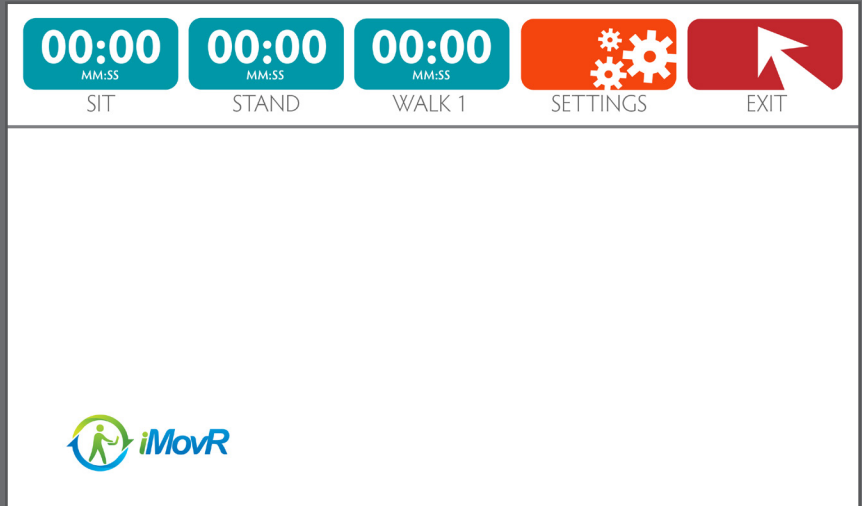 00:00 00:00 00:00
MM:SS MM:SS MM:SS
SIT STAND WALK 1 SETTINGS EXIT
iMovR